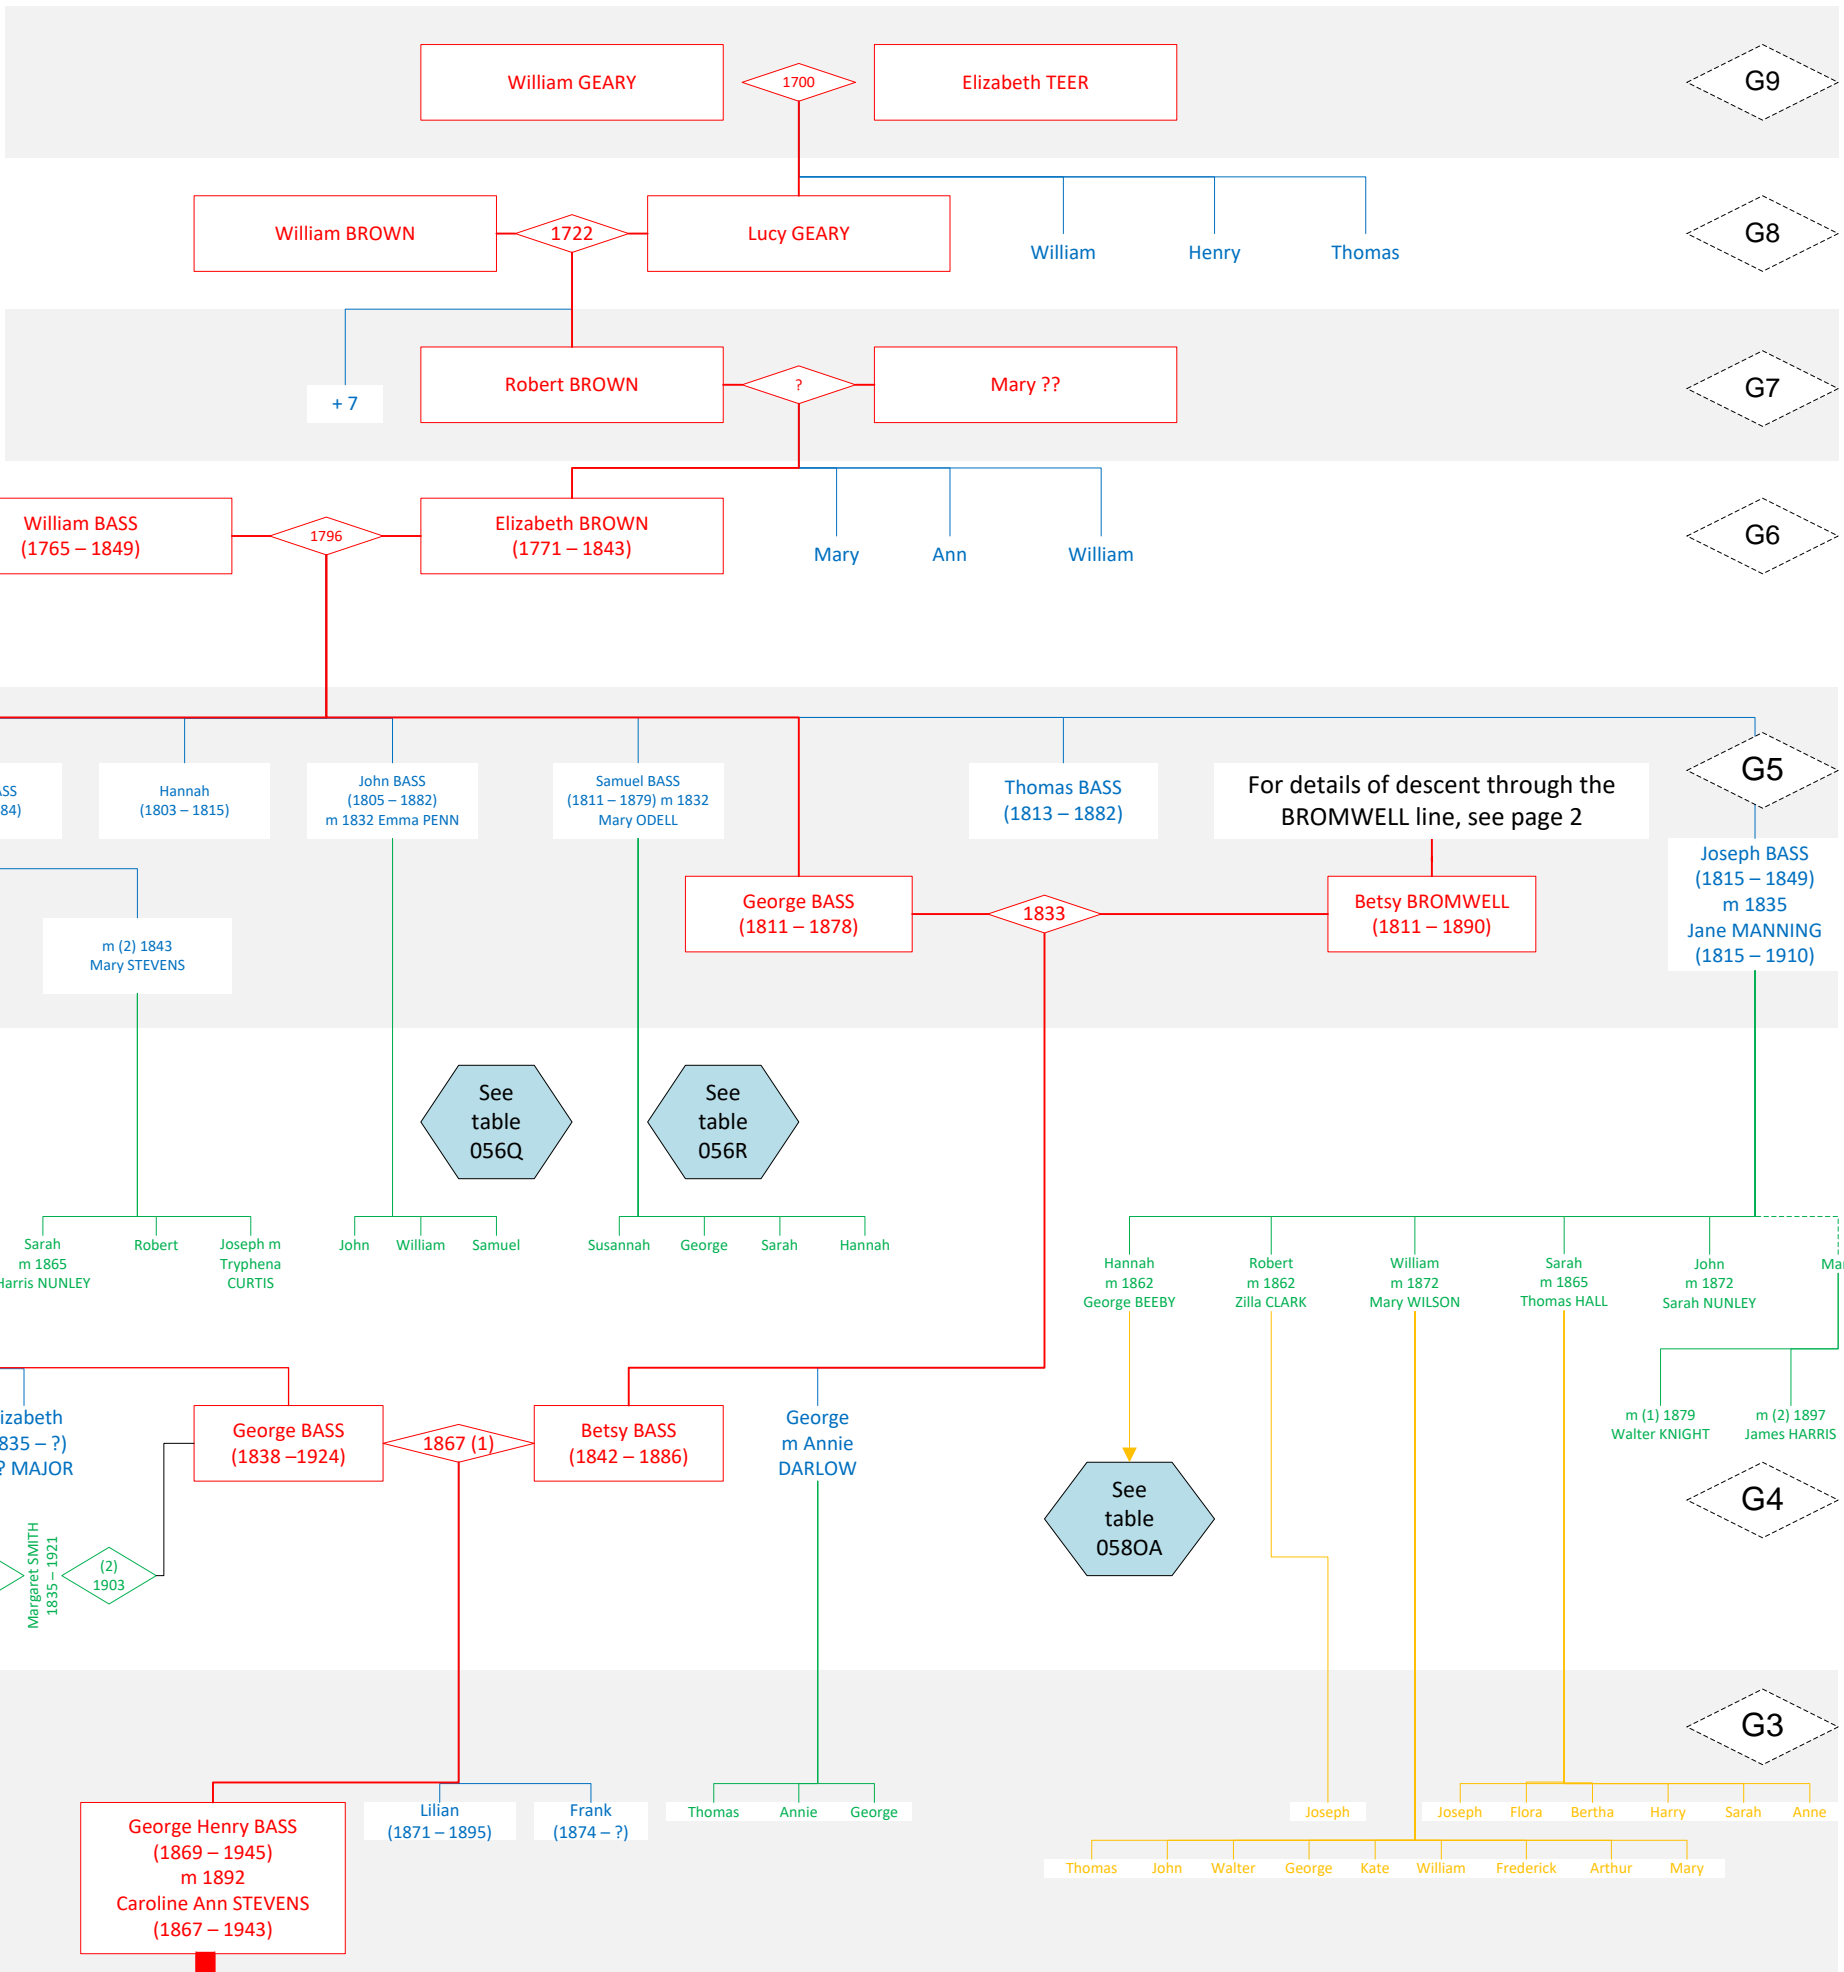 William GEARY
1700
Elizabeth TEER
G9
William BROWN
1722
Lucy GEARY
William
Henry
Thomas
G8
+ 7
Robert BROWN
?
Mary ??
G7
William BASS
(1765 – 1849)
1796
Elizabeth BROWN
(1771 – 1843)
Mary
Ann
William
G6
ASS
84)
Hannah
(1803 – 1815)
John BASS
(1805 – 1882)
m 1832 Emma PENN
Samuel BASS
(1811 – 1879) m 1832
Mary ODELL
Thomas BASS
(1813 – 1882)
For details of descent through the
BROMWELL line, see page 2
G5
Joseph BASS
(1815 – 1849)
m 1835
Jane MANNING
(1815 – 1910)
m (2) 1843
Mary STEVENS
George BASS
(1811 – 1878)
1833
Betsy BROMWELL
(1811 – 1890)
See
table
056Q
See
table
056R
Sarah
m 1865
Harris NUNLEY
Robert
Joseph m
Tryphena
CURTIS
John
William
Samuel
Susannah
George
Sarah
Hannah
Hannah
m 1862
George BEEBY
Robert
m 1862
Zilla CLARK
William
m 1872
Mary WILSON
Sarah
m 1865
Thomas HALL
John
m 1872
Sarah NUNLEY
Mar
m (1) 1879
Walter KNIGHT
m (2) 1897
James HARRIS
izabeth
835 – ?)
? MAJOR
George BASS
(1838 –1924)
1867 (1)
Betsy BASS
(1842 – 1886)
George
m Annie
DARLOW
See
table
058OA
G4
Margaret SMITH
1835 – 1921
(2)
1903
G3
George Henry BASS
(1869 – 1945)
m 1892
Caroline Ann STEVENS
(1867 – 1943)
Lilian
(1871 – 1895)
Frank
(1874 – ?)
Thomas
Annie
George
Joseph
Joseph
Flora
Bertha
Harry
Sarah
Anne
Thomas
John
Walter
George
Kate
William
Frederick
Arthur
Mary